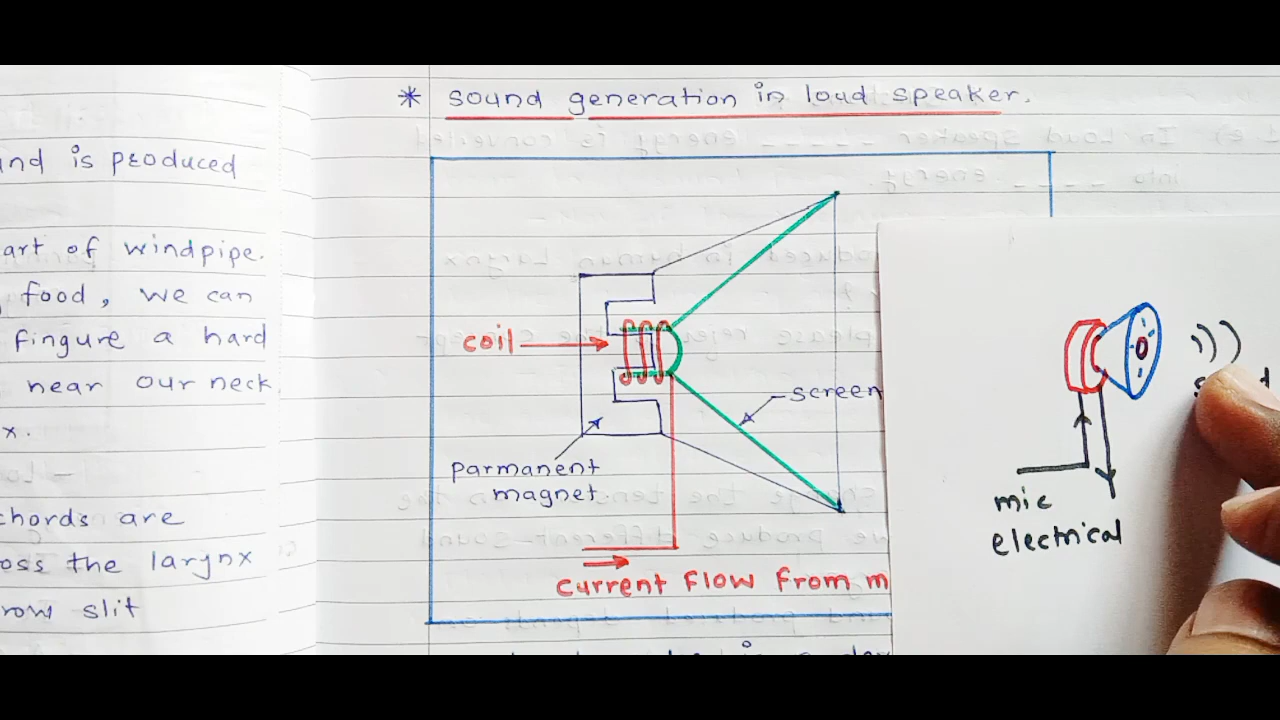 * sound generation in loud speaker.
und is produced
art of windpipe.
food, we can
fingure a hard
near our neck.
x.
chords are
oss the larynx
row slit
coil
screen
parmanent
magnet.
current flow from m
mic
electrical